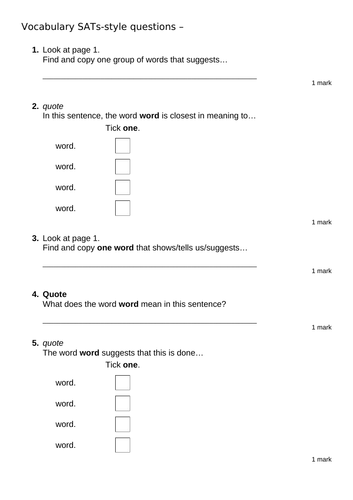 Vocabulary SATs-style questions –
1. Look at page 1.
Find and copy one group of words that suggests…
1 mark
2. quote
In this sentence, the word word is closest in meaning to…
Tick one.
word.
word.
word.
word.
1 mark
3. Look at page 1.
Find and copy one word that shows/tells us/suggests…
1 mark
4. Quote
What does the word word mean in this sentence?
1 mark
5. quote
The word word suggests that this is done…
Tick one.
word.
word.
word.
word.
1 mark